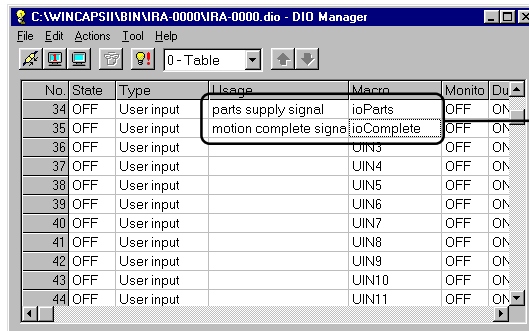 C:\WINCAPSII\BIN\IRA-0000\IRA-0000.dio - DIO Manager
File Edit Actions Tool Help
0 - Table
No. State Type Usage Macro Monito Du
34 OFF User input parts supply signal ioParts OFF ON
35 OFF User input motion complete signa ioComplete OFF ON
36 OFF User input UIN3 OFF ON
37 OFF User input UIN4 OFF ON
38 OFF User input UIN5 OFF ON
39 OFF User input UIN6 OFF ON
40 OFF User input UIN7 OFF ON
41 OFF User input UIN8 OFF ON
42 OFF User input UIN9 OFF ON
43 OFF User input UIN10 OFF ON
44 OFF User input UIN11 OFF ON